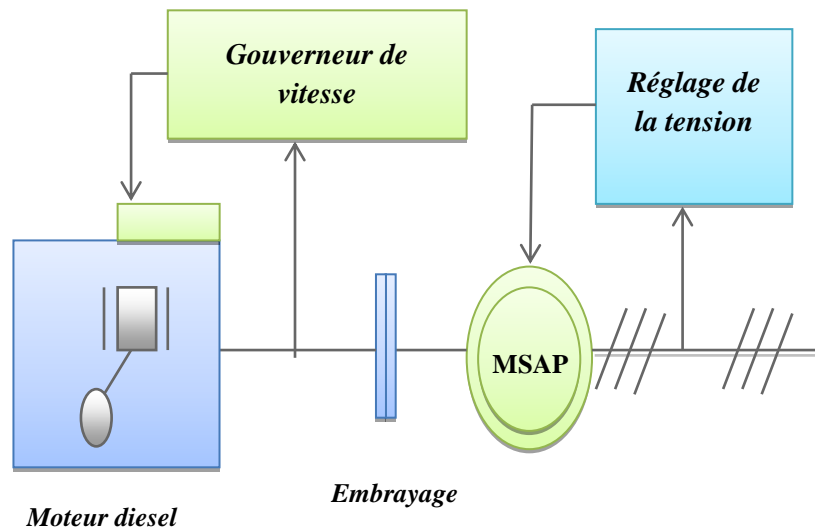 Gouverneur de
vitesse
Réglage de
la tension
MSAP
Embrayage
Moteur diesel